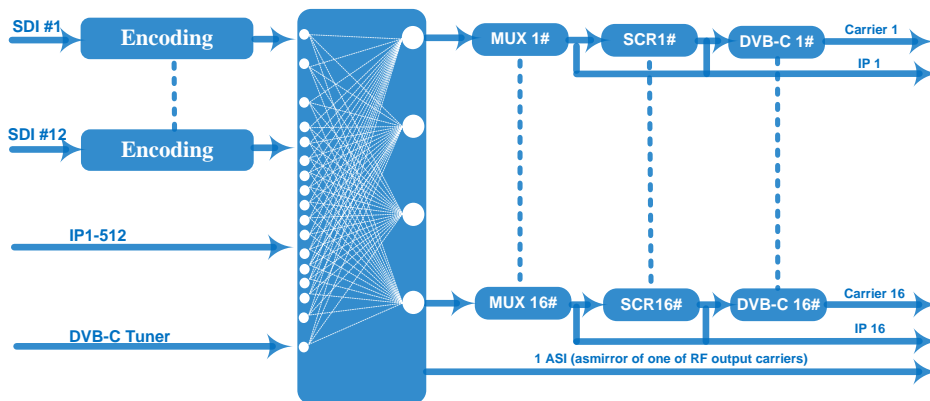 SDI #1
Encoding
SDI #12
Encoding
IP1-512
DVB-C Tuner
MUX 1#
SCR1#
DVB-C 1#
Carrier 1
IP 1
MUX 16#
SCR16#
DVB-C 16#
Carrier 16
IP 16
1 ASI (asmirror of one of RF output carriers)